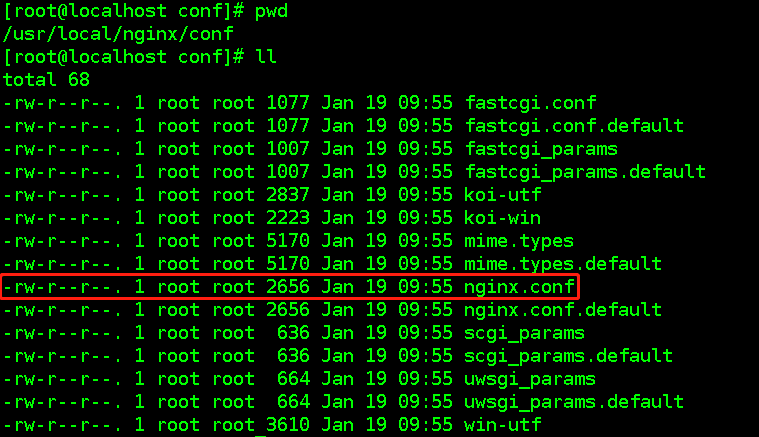 [root@localhost conf]# pwd
/usr/local/nginx/conf
[root@localhost conf]# ll
total 68
-rw-r--r--. 1 root root 1077 Jan 19 09:55 fastcgi.conf
-rw-r--r--. 1 root root 1077 Jan 19 09:55 fastcgi.conf.default
-rw-r--r--. 1 root root 1007 Jan 19 09:55 fastcgi_params
-rw-r--r--. 1 root root 1007 Jan 19 09:55 fastcgi_params.default
-rw-r--r--. 1 root root 2837 Jan 19 09:55 koi-utf
-rw-r--r--. 1 root root 2223 Jan 19 09:55 koi-win
-rw-r--r--. 1 root root 5170 Jan 19 09:55 mime.types
-rw-r--r--. 1 root root 5170 Jan 19 09:55 mime.types.default
-rw-r--r--. 1 root root 2656 Jan 19 09:55 nginx.conf
-rw-r--r--. 1 root root 2656 Jan 19 09:55 nginx.conf.default
-rw-r--r--. 1 root root  636 Jan 19 09:55 scgi_params
-rw-r--r--. 1 root root  636 Jan 19 09:55 scgi_params.default
-rw-r--r--. 1 root root  664 Jan 19 09:55 uwsgi_params
-rw-r--r--. 1 root root  664 Jan 19 09:55 uwsgi_params.default
-rw-r--r--. 1 root root 3610 Jan 19 09:55 win-utf